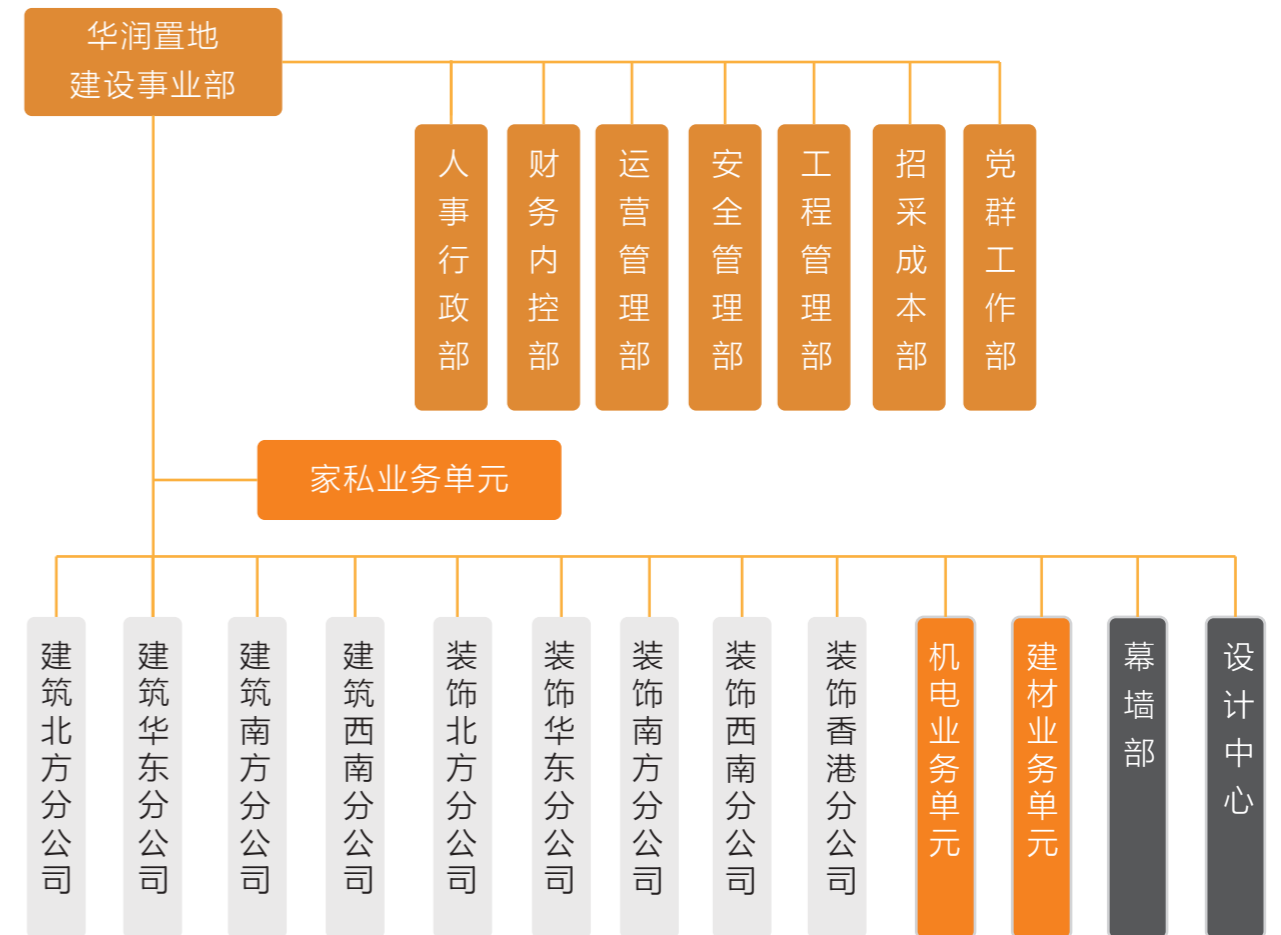 华润置地
建设事业部
人事行政部
财务内控部
运营管理部
安全管理部
工程管理部
招采成本部
党群工作部
家私业务单元
建筑北方分公司
建筑华东分公司
建筑南方分公司
建筑西南分公司
装饰北方分公司
装饰华东分公司
装饰南方分公司
装饰西南分公司
装饰香港分公司
机电业务单元
建材业务单元
幕墙部
设计中心